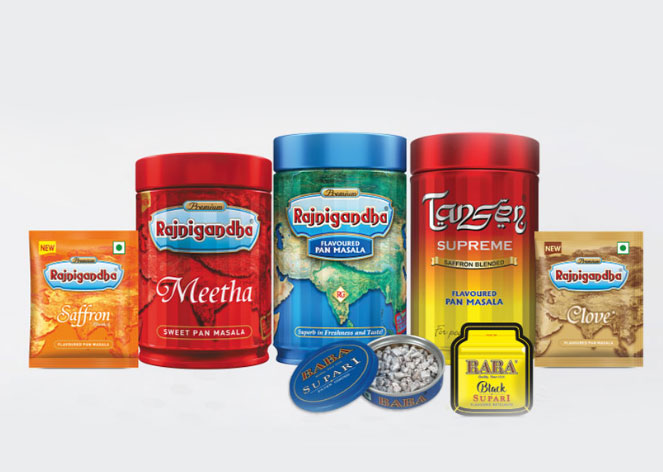 NEW
Premium
Rajnigandha
Saffron
FLAVOURED PAN MASALA
Premium
Rajnigandha
Meetha
SWEET PAN MASALA
Premium
Rajnigandha
FLAVOURED
PAN MASALA
RG
Superb in Freshness and Taste!
Tansen
SUPREME
SAFFRON BLENDED
FLAVOURED
PAN MASALA
For
NEW
Premium
Rajnigandha
Clove
FLAVOURED PAN MASALA
BABA
SUPARI
BABA
BABA
Black
SUPARI